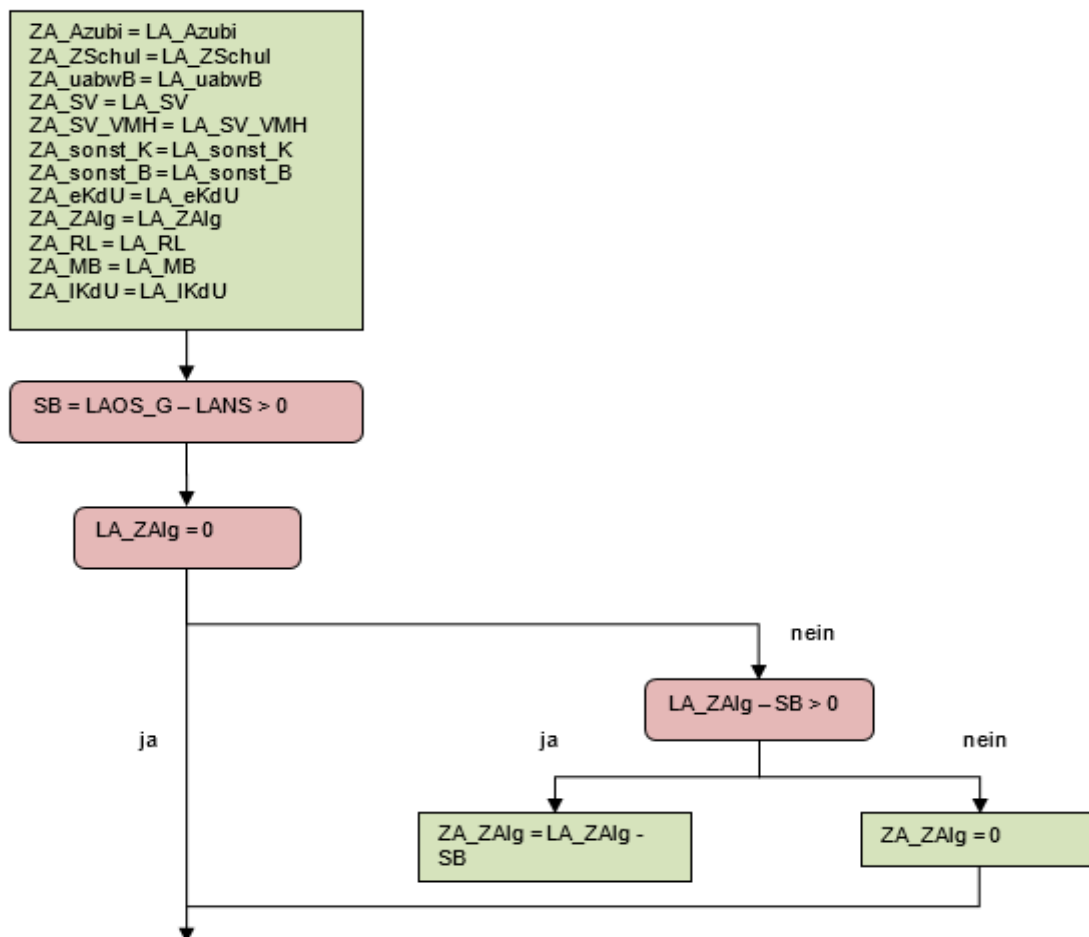 ZA_Azubi = LA_Azubi
ZA_ZSchul = LA_ZSchul
ZA_uabwB = LA_uabwB
ZA_SV = LA_SV
ZA_SV_VMH = LA_SV_VMH
ZA_sonst_K = LA_sonst_K
ZA_sonst_B = LA_sonst_B
ZA_eKdU = LA_eKdU
ZA_ZAlg = LA_ZAlg
ZA_RL = LA_RL
ZA_MB = LA_MB
ZA_lKdU = LA_lKdU
SB = LAOS_G – LANS > 0
LA_ZAlg = 0
nein
LA_ZAlg – SB > 0
ja
ja
nein
ZA_ZAlg = LA_ZAlg -
SB
ZA_ZAlg = 0